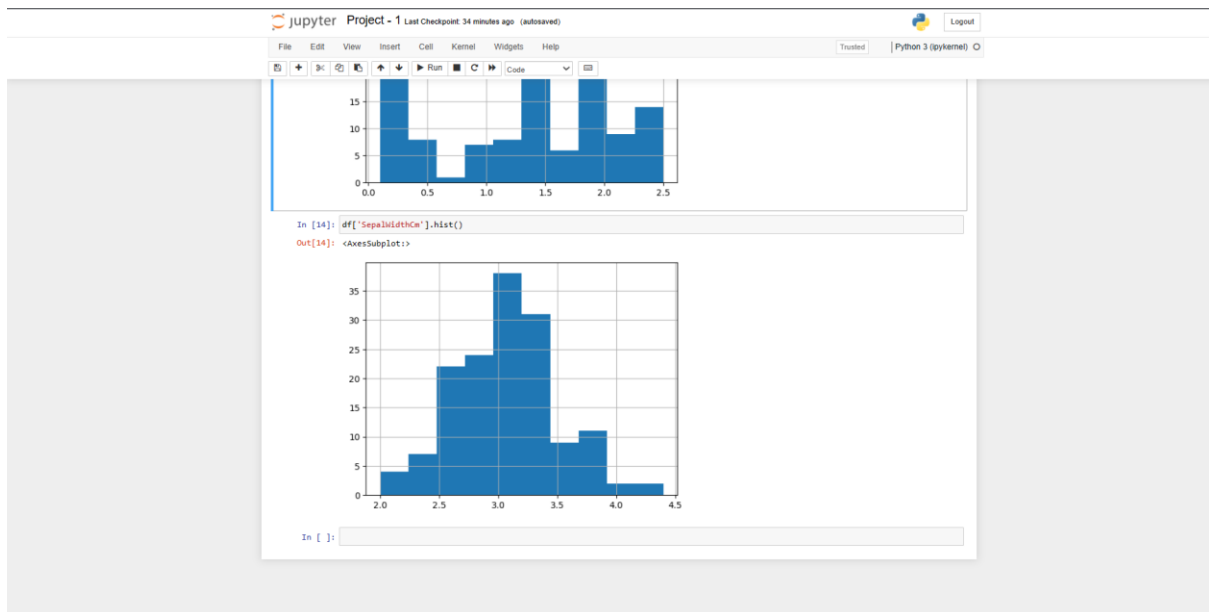 jupyter Project - 1 Last Checkpoint: 34 minutes ago (autosaved) Logout
File Edit View Insert Cell Kernel Widgets Help Trusted Python 3 (ipykernel)
Run Code
15
10
5
0
0.0 0.5 1.0 1.5 2.0 2.5
In [14]: df['SepalWidthCm'].hist()
Out[14]: <AxesSubplot:>
35
30
25
20
15
10
5
0
2.0 2.5 3.0 3.5 4.0 4.5
In [ ]: